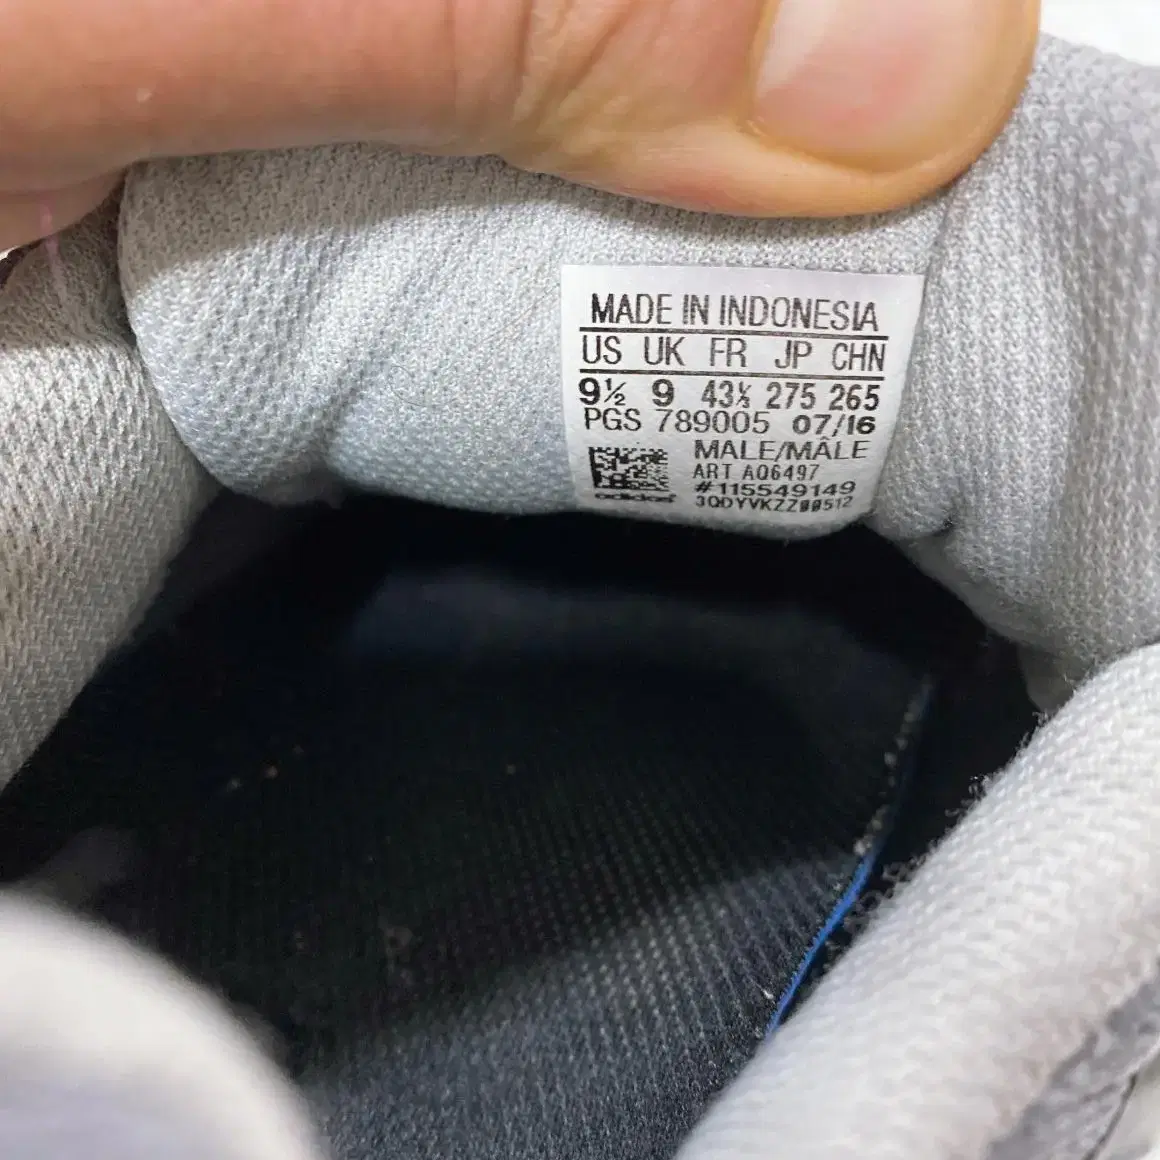 MADE IN INDONESIA
US UK FR JP CHN
9½ 9 43⅓ 275 265
PGS 789005 07/16
MALE/MÂLE
ART AQ6497
#115549149
adidas
3QDYVKZZ00512